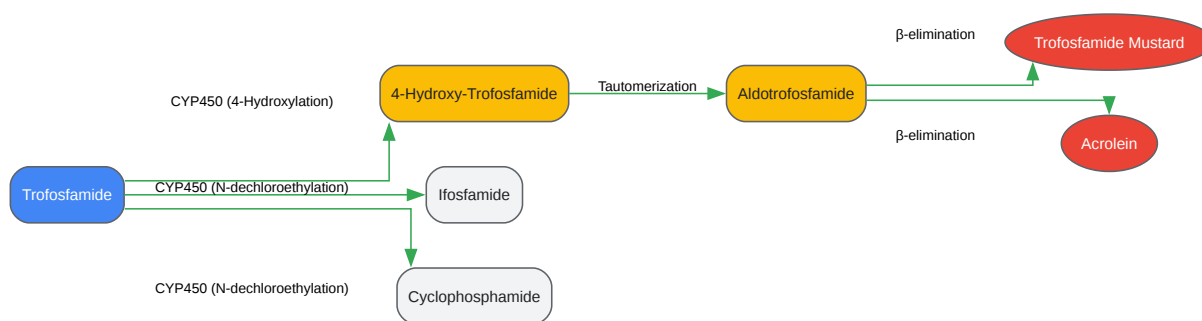 β-elimination
Trofosfamide Mustard
CYP450 (4-Hydroxylation)
4-Hydroxy-Trofosfamide
Tautomerization
Aldotrofosfamide
β-elimination
Acrolein
Trofosfamide
CYP450 (N-dechloroethylation)
Ifosfamide
CYP450 (N-dechloroethylation)
Cyclophosphamide